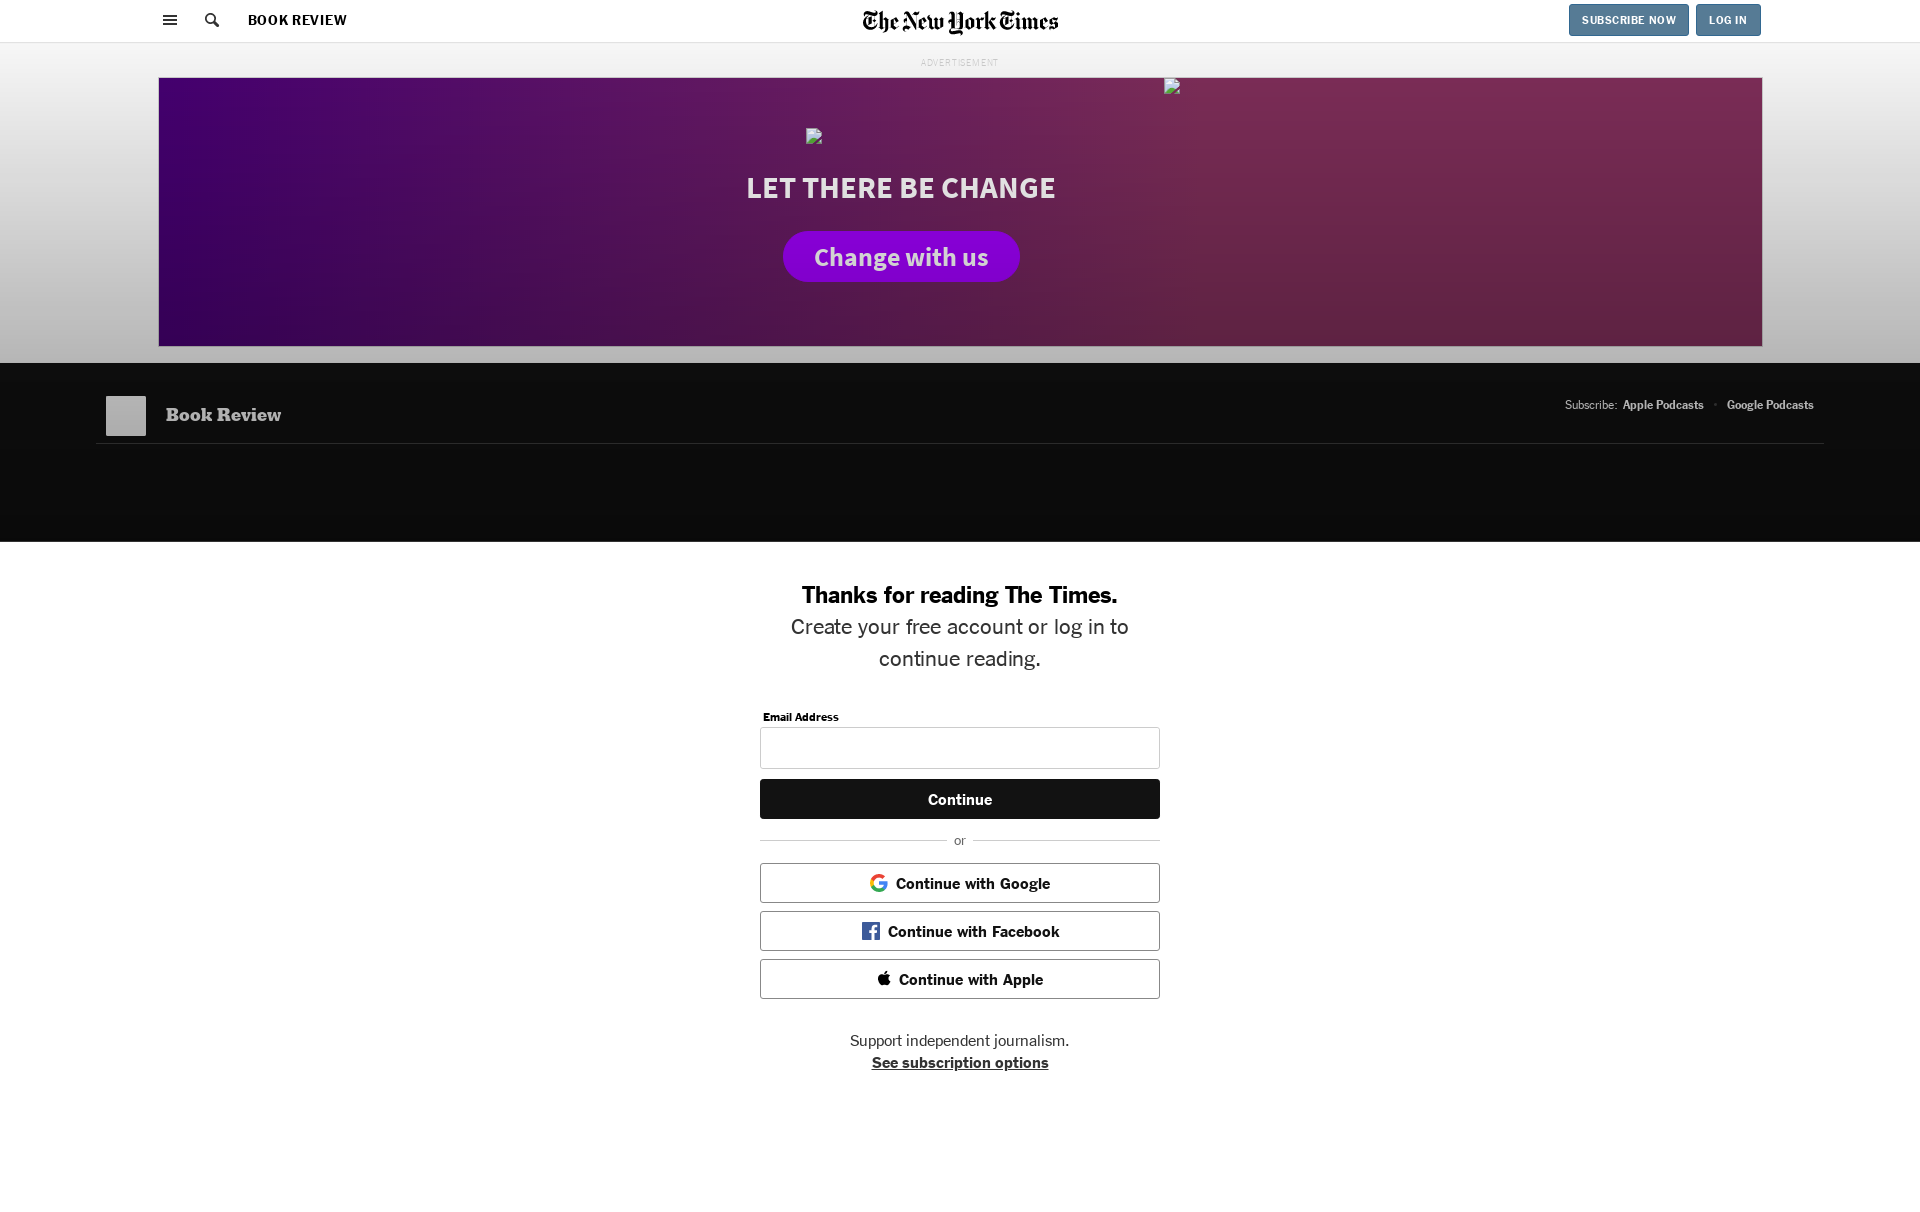 BOOK REVIEW
The New York Times
SUBSCRIBE NOW
LOG IN
ADVERTISEMENT
LET THERE BE CHANGE
Change with us
Book Review
Subscribe: Apple Podcasts • Google Podcasts
Thanks for reading The Times.
Create your free account or log in to
continue reading.
Email Address
Continue
or
Continue with Google
Continue with Facebook
Continue with Apple
Support independent journalism.
See subscription options